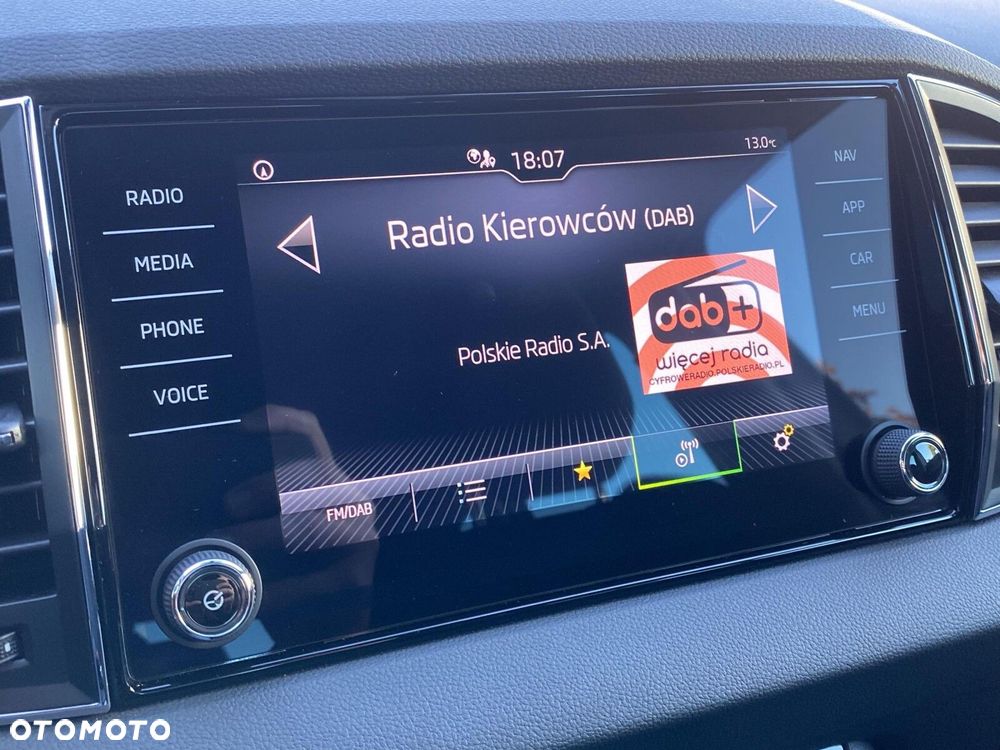 18:07
13.0°C
RADIO
MEDIA
PHONE
VOICE
NAV
APP
CAR
MENU
Radio Kierowców (DAB)
Polskie Radio S.A.
dab+
więcej radia
CYFROWERADIO.POLSKIERADIO.PL
FM/DAB
OTOMOTO